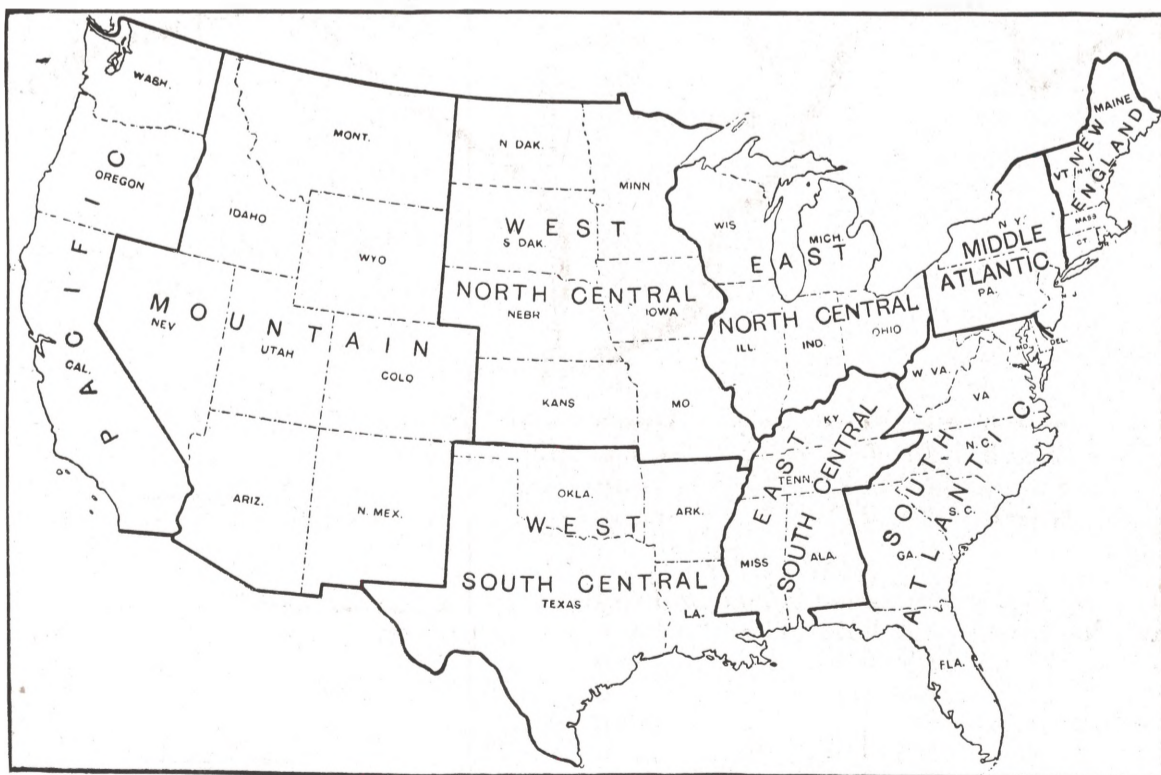 WASH.
OREGON
CAL.
PACIFIC
MONT.
IDAHO
WYO
NEV
UTAH
COLO
ARIZ.
N. MEX.
MOUNTAIN
N DAK.
MINN
S DAK.
NEBR
IOWA
KANS
MO
WEST
NORTH CENTRAL
WIS
MICH.
ILL.
IND.
OHIO
EAST
NORTH CENTRAL
OKLA.
ARK.
TEXAS
LA.
WEST
SOUTH CENTRAL
KY
TENN.
MISS
ALA.
EAST
SOUTH CENTRAL
W VA.
VA
MD
DEL.
N.C.
S.C.
GA.
FLA.
SOUTH
ATLANTIC
N Y.
PA.
MIDDLE
ATLANTIC
MAINE
VT
MASS
CT
NEW
ENGLAND